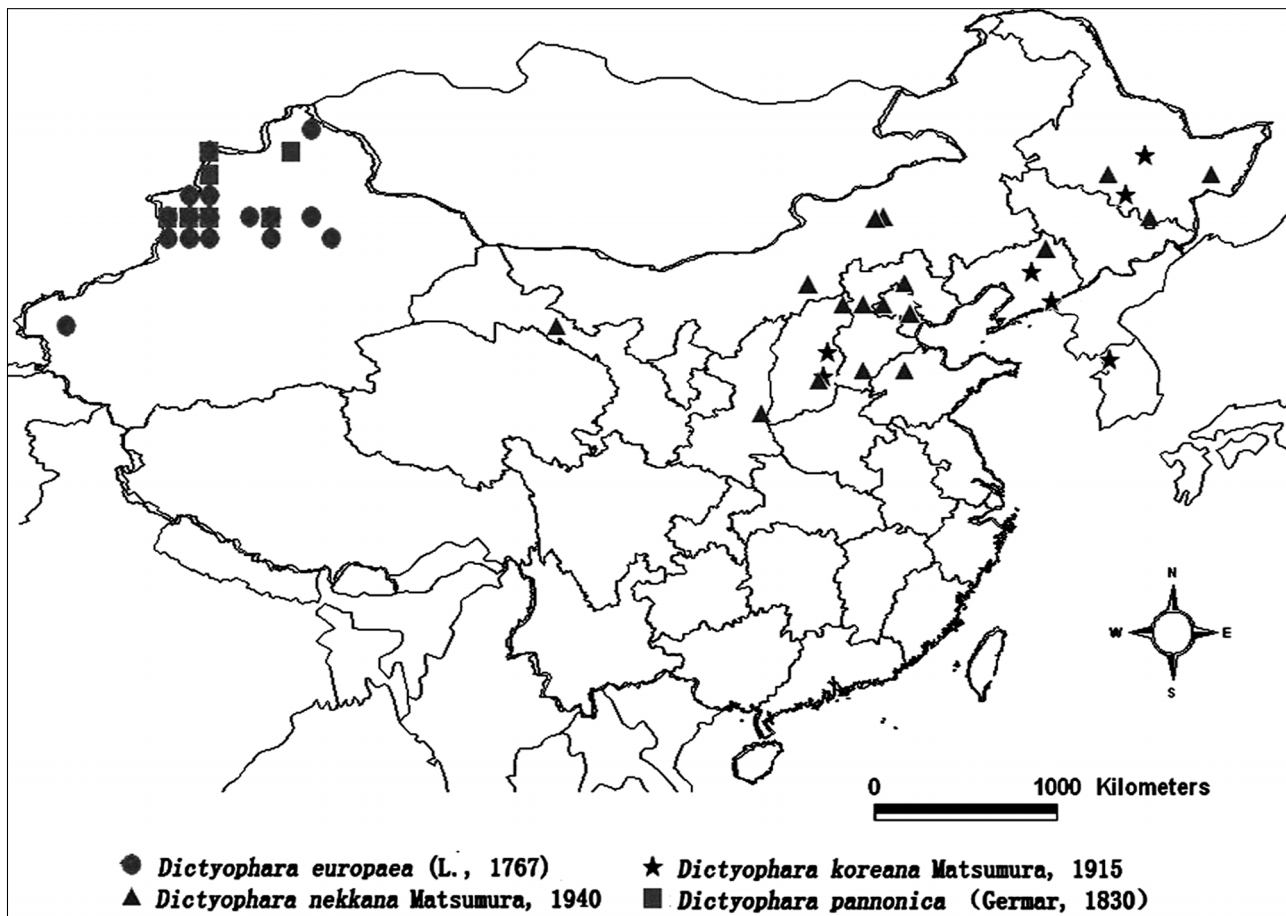 N
W E
S
0 1000 Kilometers
Dictyophara europaea (L., 1767)
Dictyophara koreana Matsumura, 1915
Dictyophara nekkana Matsumura, 1940
Dictyophara pannonica (Germar, 1830)